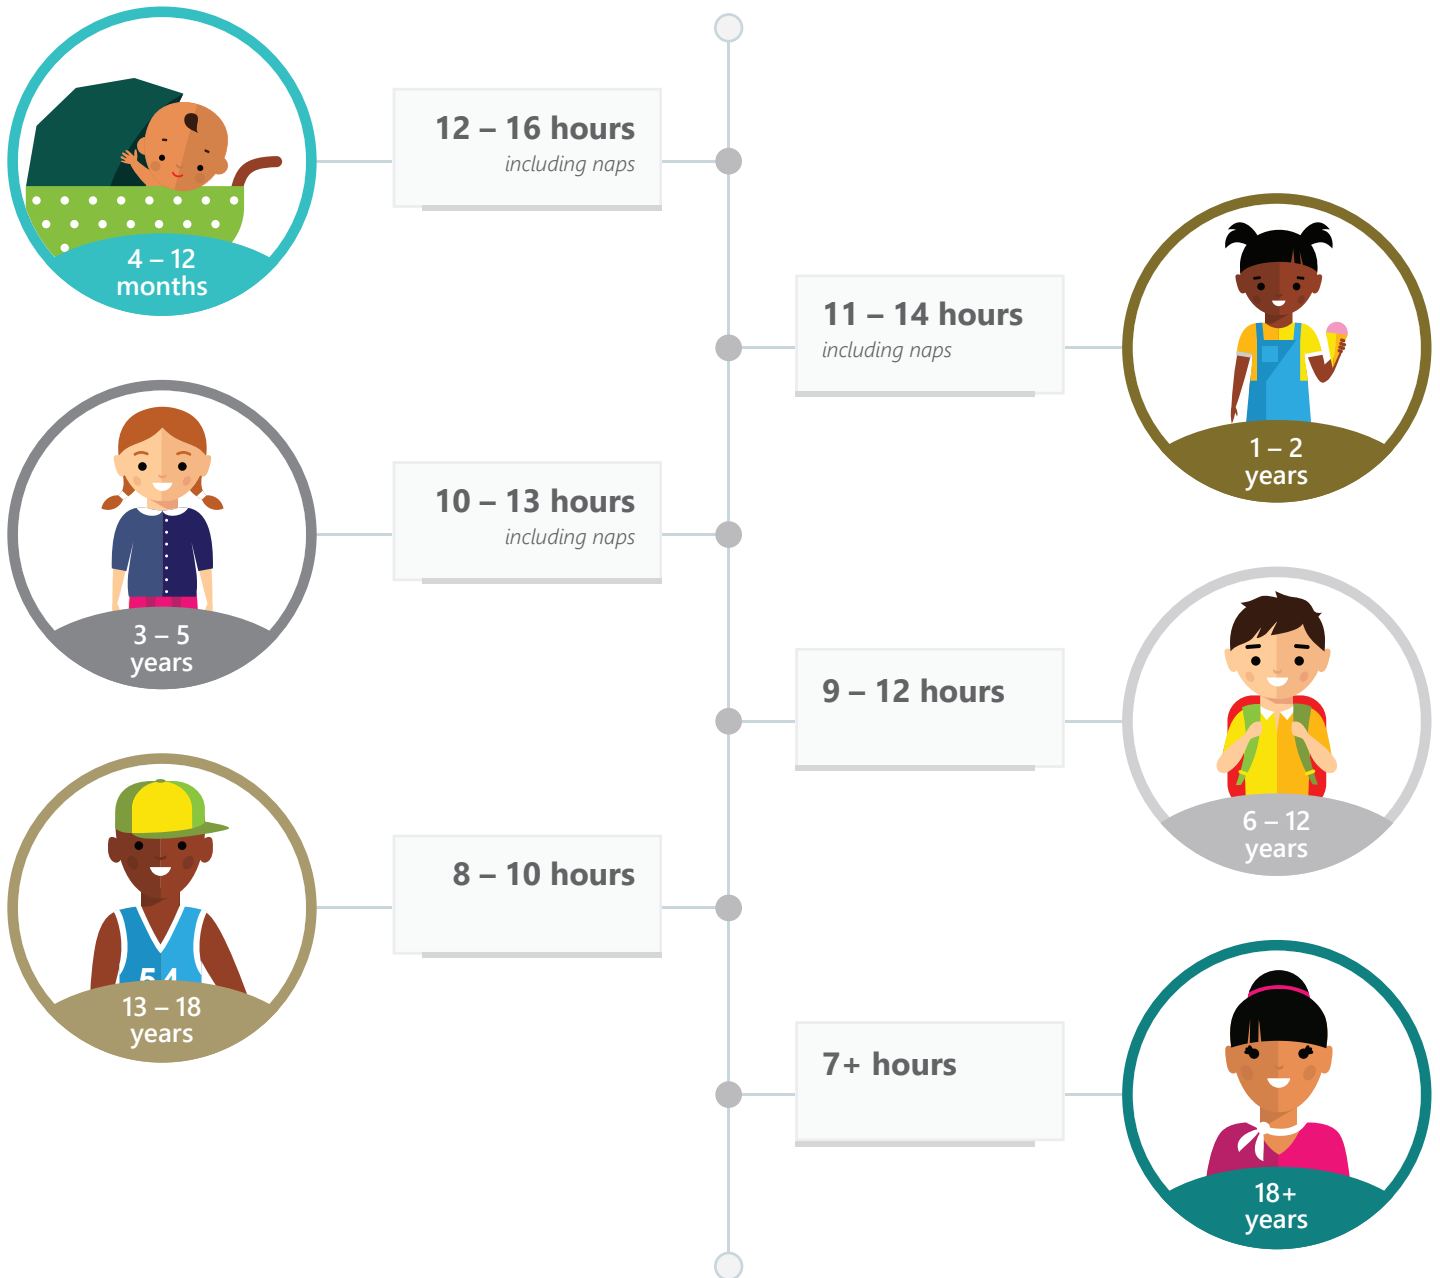 12 – 16 hours
including naps
4 – 12
months
11 – 14 hours
including naps
1 – 2
years
10 – 13 hours
including naps
3 – 5
years
9 – 12 hours
6 – 12
years
8 – 10 hours
54
13 – 18
years
7+ hours
18+
years